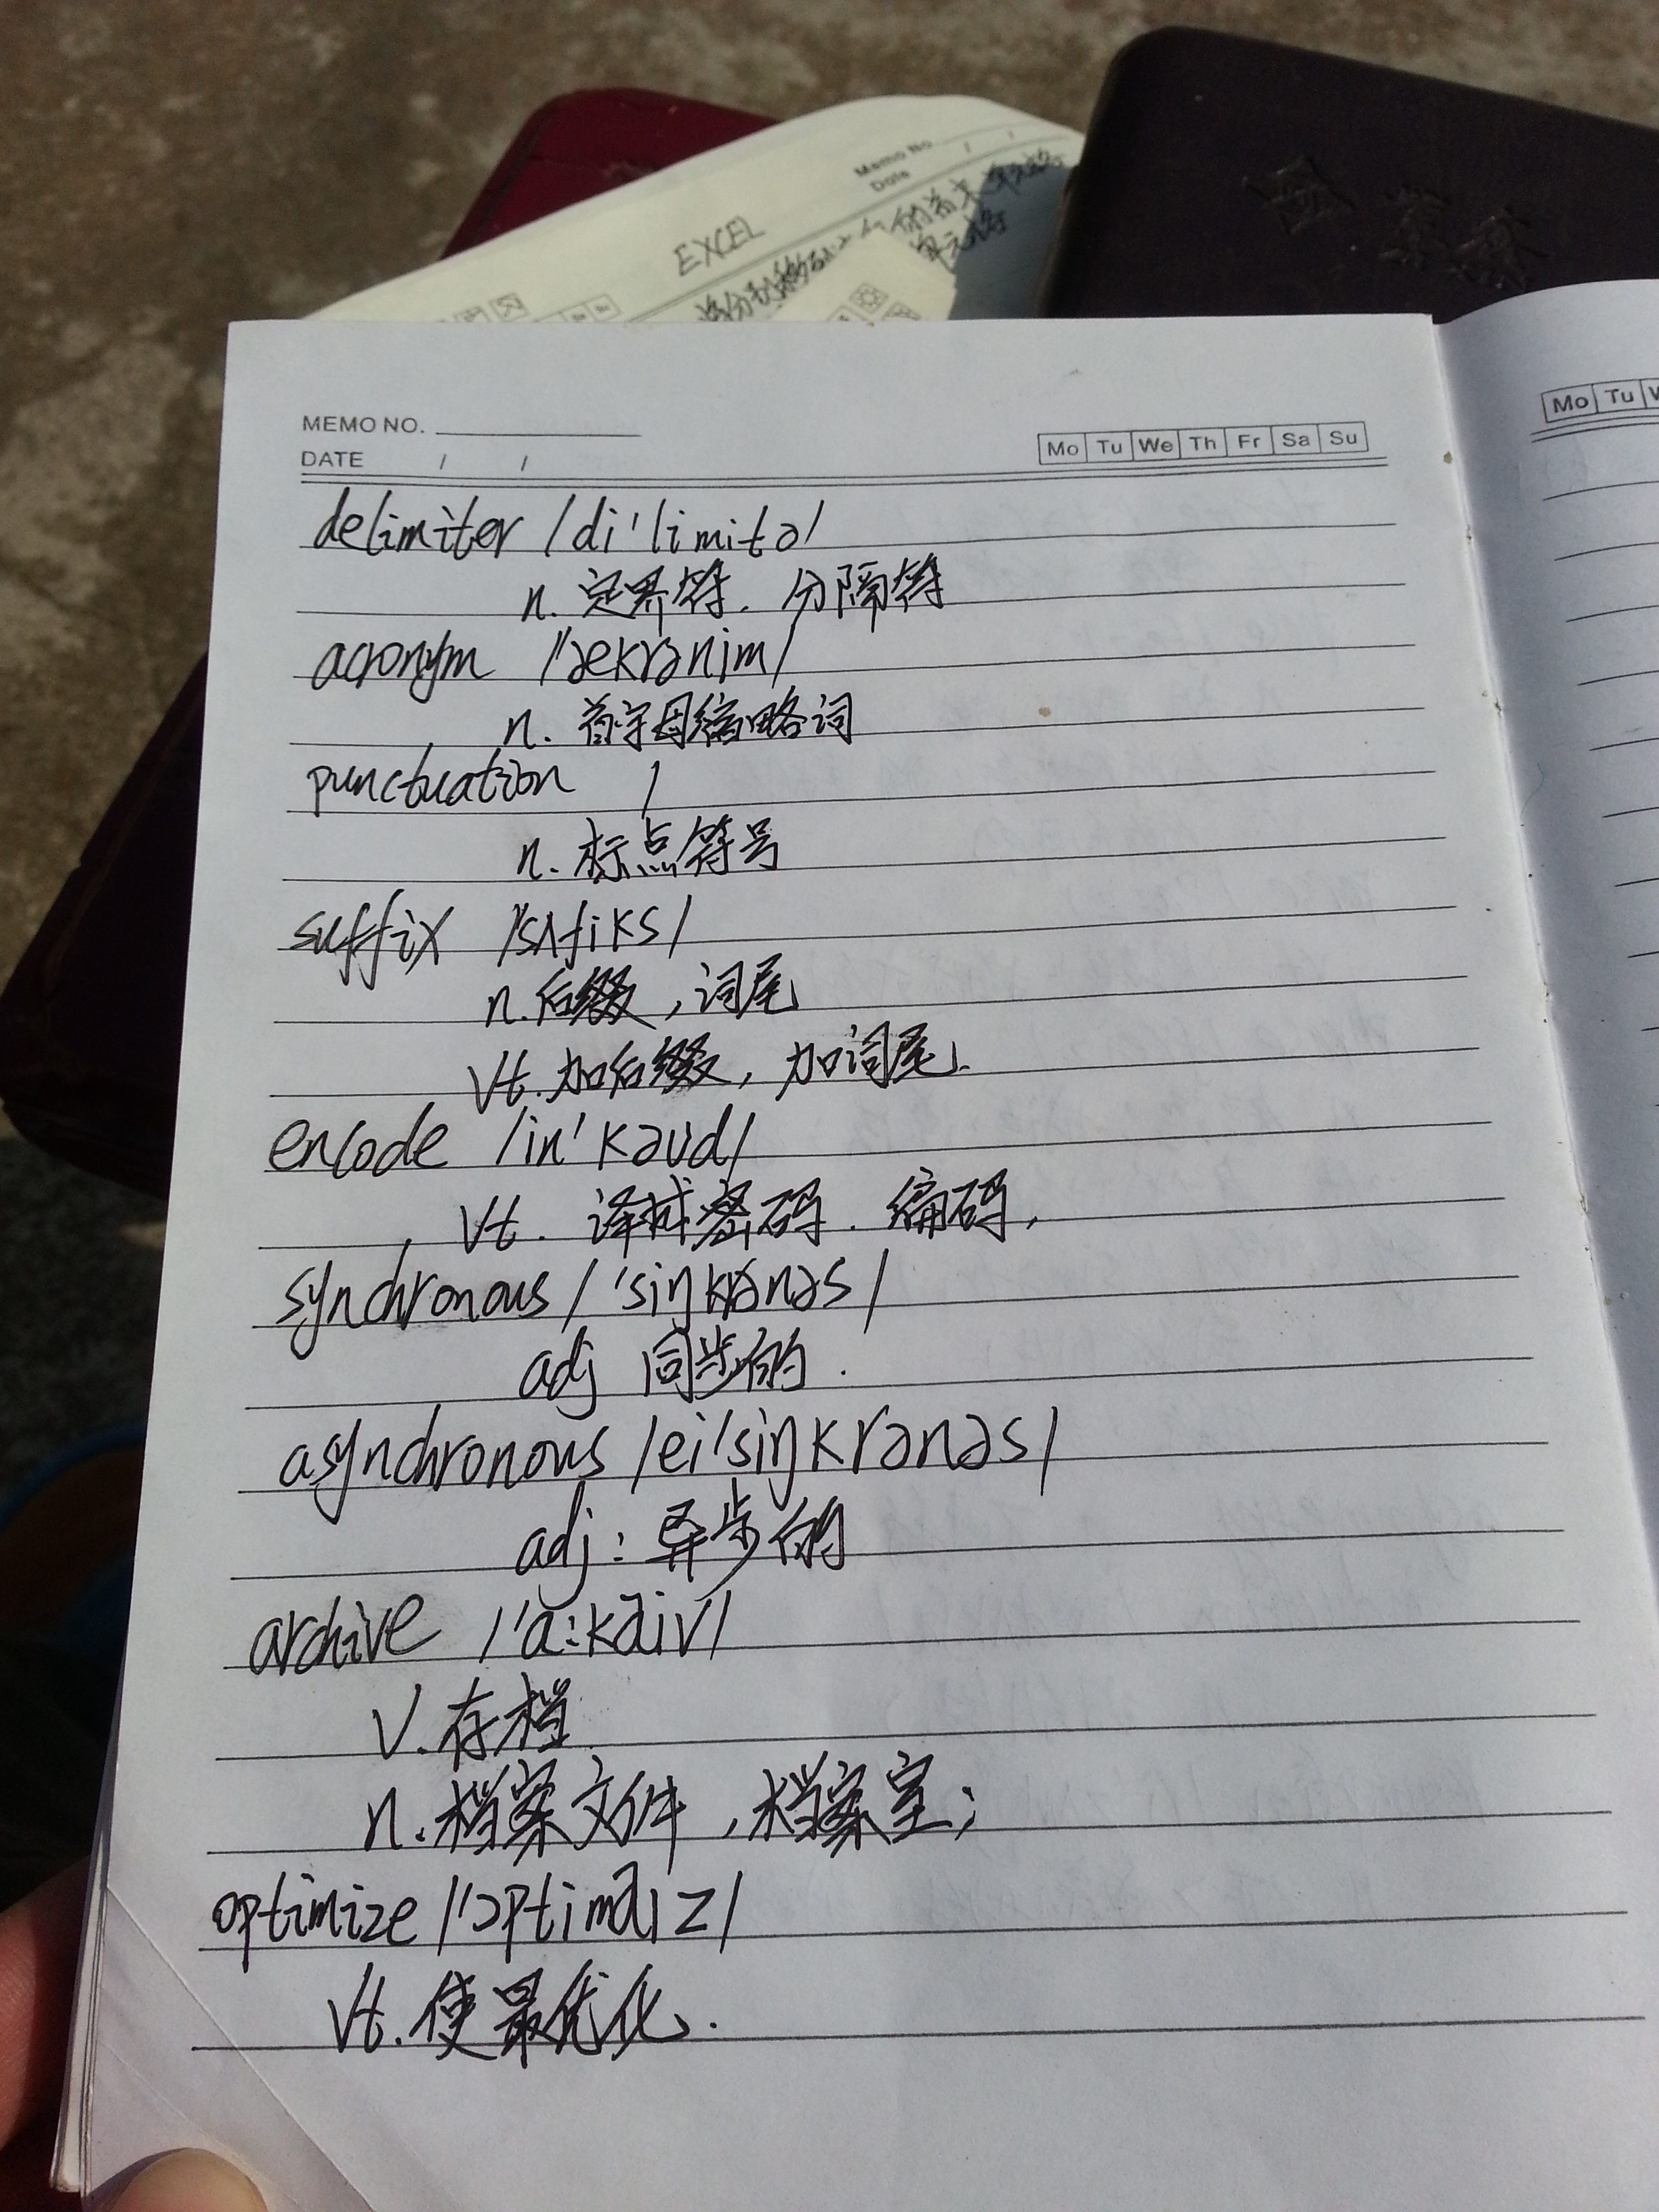 EXCEL
Memo No.
Date / /
单元格
MEMO NO.
DATE / /
Mo Tu We Th Fr Sa Su
Mo Tu
delimiter /di'limitə/
n. 定界符. 分隔符
acronym /'ækrənim/
n. 首字母缩略词
punctuation /
n. 标点符号
suffix /'sʌfiks/
n. 后缀, 词尾
Vt. 加后缀, 加词尾.
encode /in'kəud/
Vt. 译成密码. 编码,
synchronous /'siŋkrənəs/
adj 同步的.
asynchronous /ei'siŋkrənəs/
adj: 异步的
archive /'a:kaiv/
V. 存档
n. 档案文件, 档案室;
optimize /'ɔptimaiz/
Vt. 使最优化.